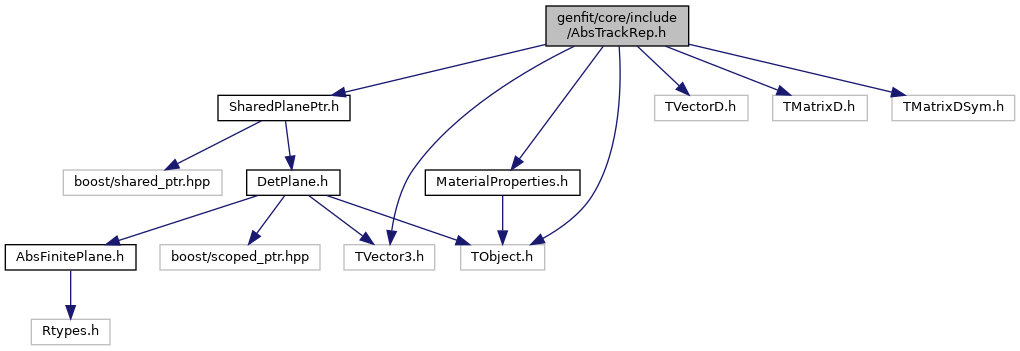 genfit/core/include
/AbsTrackRep.h
SharedPlanePtr.h
TVectorD.h
TMatrixD.h
TMatrixDSym.h
boost/shared_ptr.hpp
DetPlane.h
MaterialProperties.h
AbsFinitePlane.h
boost/scoped_ptr.hpp
TVector3.h
TObject.h
Rtypes.h